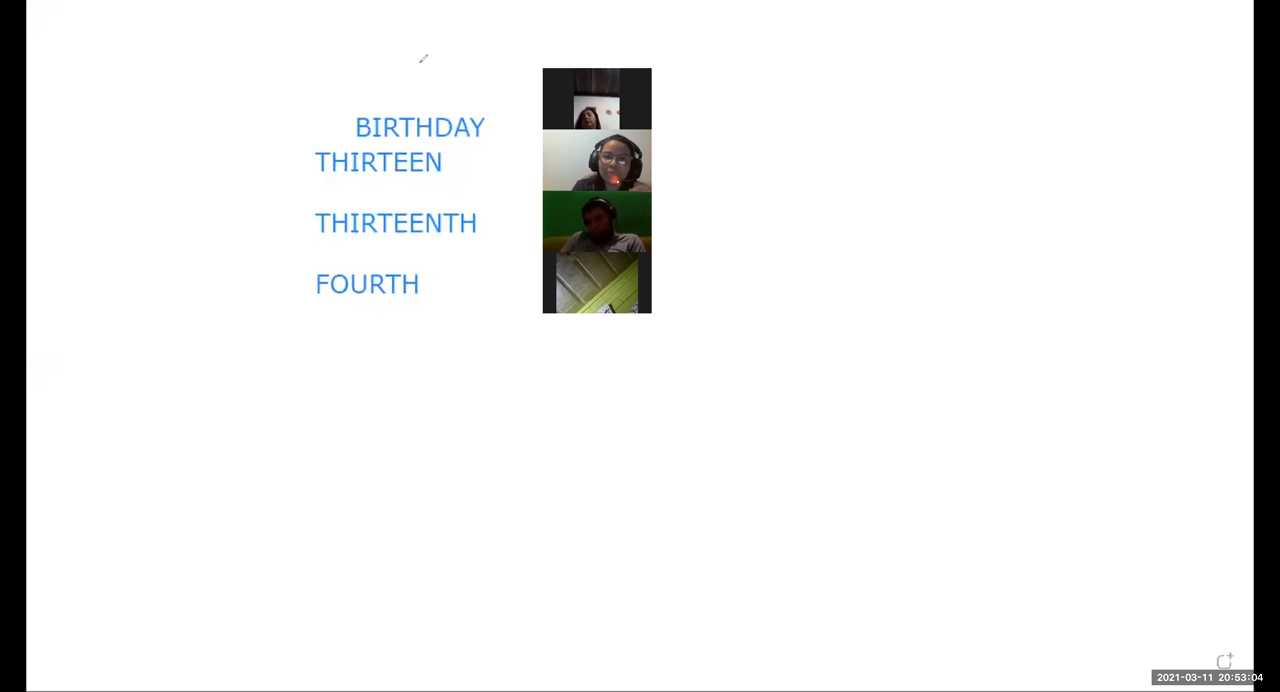 BIRTHDAY
THIRTEEN
THIRTEENTH
FOURTH
2021-03-11 20:53:04